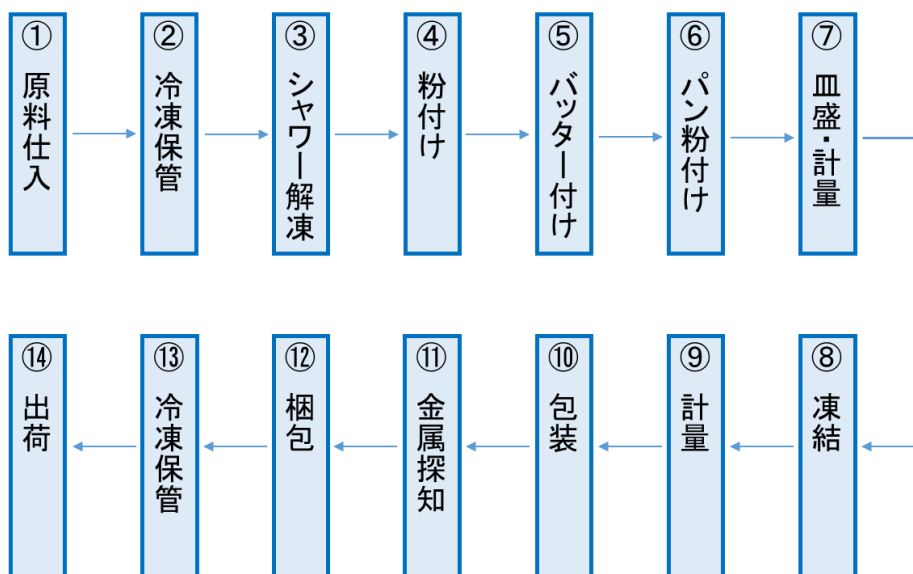 ① 原料仕入
② 冷凍保管
③ シャワー解凍
④ 粉付け
⑤ バッター付け
⑥ パン粉付け
⑦ 皿盛・計量
⑧ 凍結
⑨ 計量
⑩ 包装
⑪ 金属探知
⑫ 梱包
⑬ 冷凍保管
⑭ 出荷